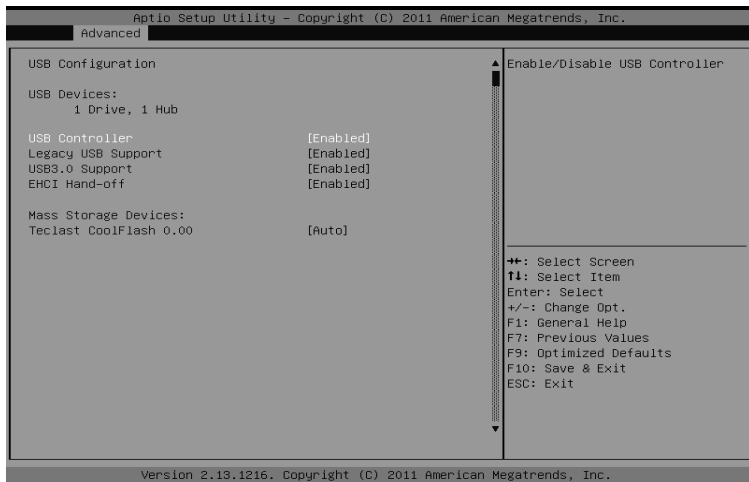 Aptio Setup Utility – Copyright (C) 2011 American Megatrends, Inc.
Advanced
USB Configuration
USB Devices:
1 Drive, 1 Hub
USB Controller [Enabled]
Legacy USB Support [Enabled]
USB3.0 Support [Enabled]
EHCI Hand-off [Enabled]
Mass Storage Devices:
Teclast CoolFlash 0.00 [Auto]
Enable/Disable USB Controller
→←: Select Screen
↑↓: Select Item
Enter: Select
+/-: Change Opt.
F1: General Help
F7: Previous Values
F9: Optimized Defaults
F10: Save & Exit
ESC: Exit
Version 2.13.1216. Copyright (C) 2011 American Megatrends, Inc.